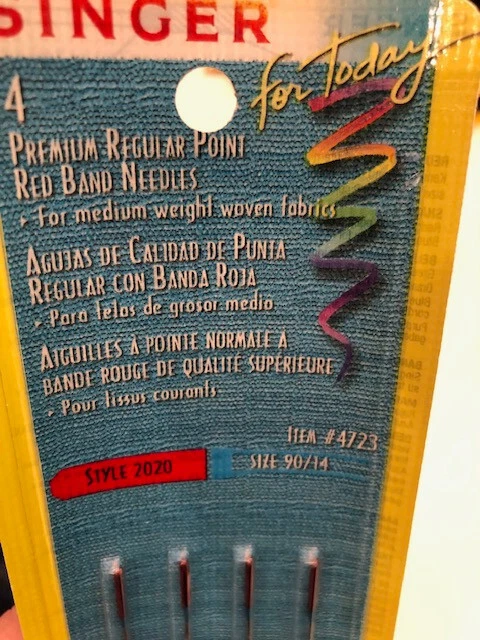 SINGER
for Today
4
PREMIUM REGULAR POINT
RED BAND NEEDLES
▸ For medium weight woven fabrics
AGUJAS DE CALIDAD DE PUNTA
REGULAR CON BANDA ROJA
▸ Para telas de grosor medio
AIGUILLES À POINTE NORMALE À
BANDE ROUGE DE QUALITÉ SUPÉRIEURE
▸ Pour tissus courants
ITEM #4723
STYLE 2020
SIZE 90/14